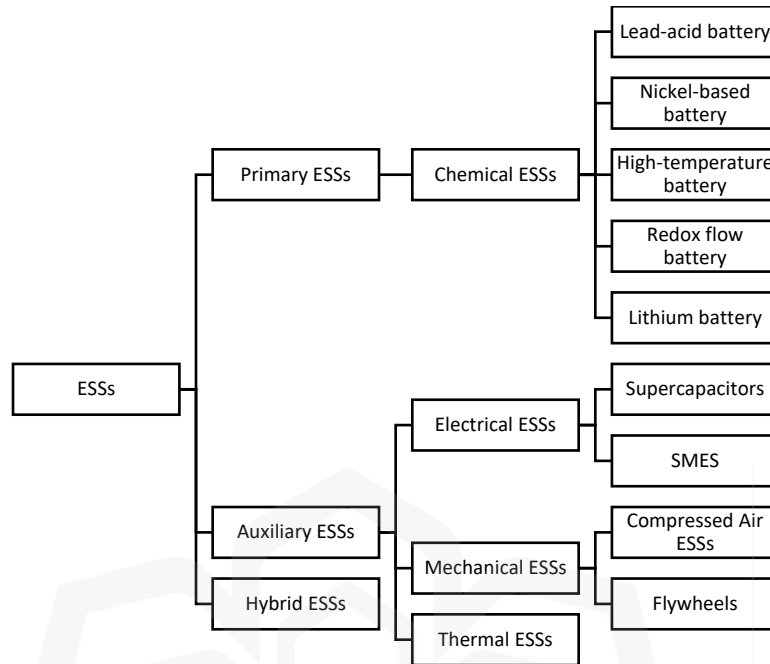 Lead-acid battery
Nickel-based
battery
Primary ESSs
Chemical ESSs
High-temperature
battery
Redox flow
battery
Lithium battery
ESSs
Supercapacitors
Electrical ESSs
SMES
Auxiliary ESSs
Compressed Air
ESSs
Mechanical ESSs
Hybrid ESSs
Flywheels
Thermal ESSs